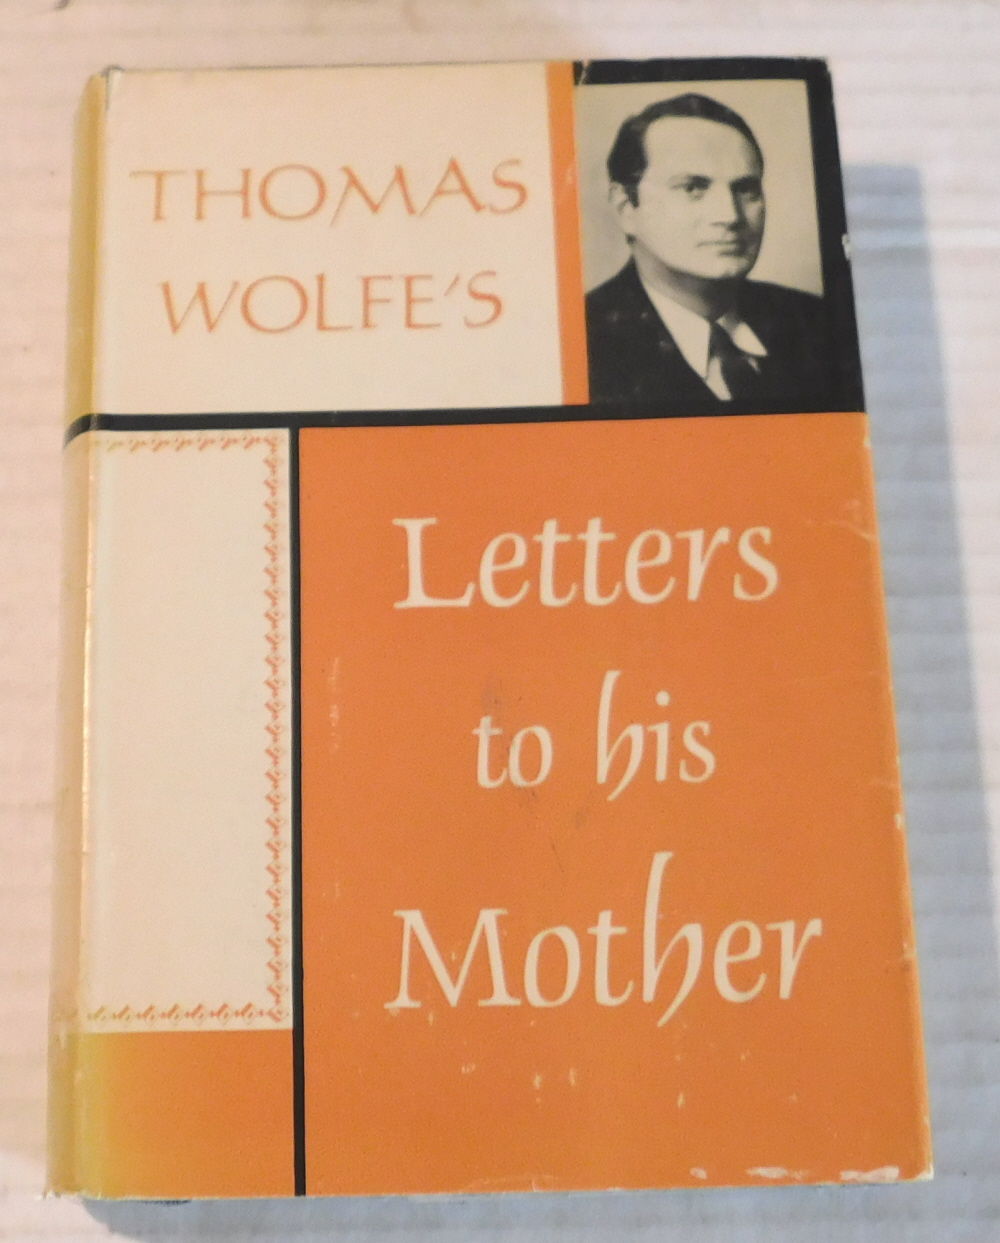 THOMAS
WOLFE'S
Letters
to his
Mother